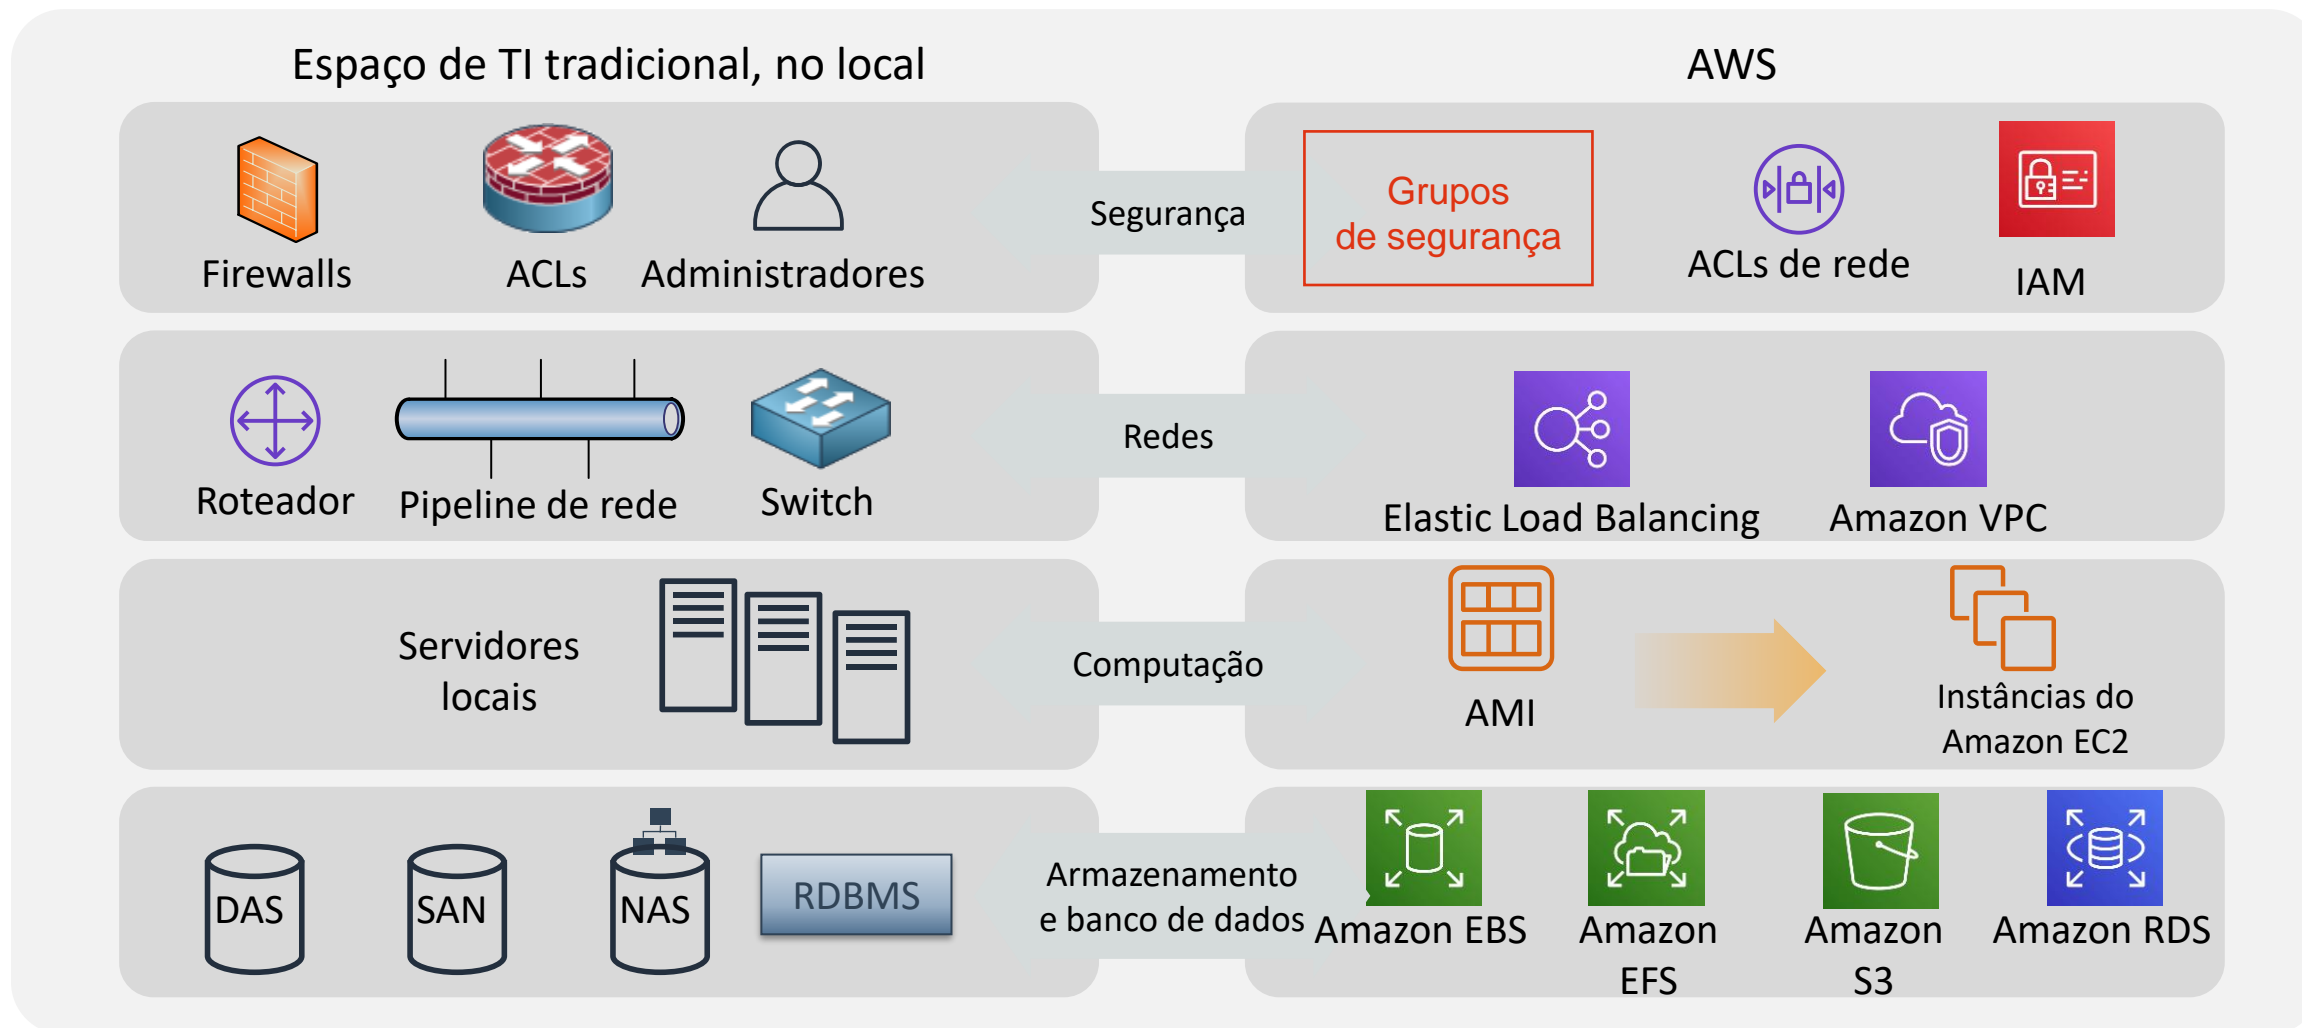 Espaço de TI tradicional, no local
AWS
Firewalls
ACLs
Administradores
Segurança
Grupos
de segurança
ACLs de rede
IAM
Roteador
Pipeline de rede
Switch
Redes
Elastic Load Balancing
Amazon VPC
Servidores
locais
Computação
AMI
Instâncias do
Amazon EC2
DAS
SAN
NAS
RDBMS
Armazenamento
e banco de dados
Amazon EBS
Amazon
EFS
Amazon
S3
Amazon RDS